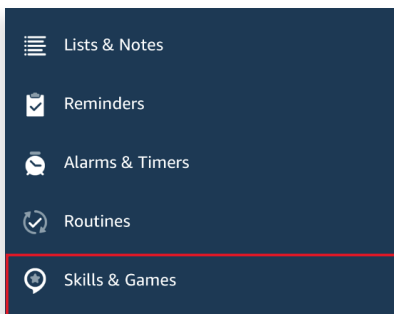 Lists & Notes
Reminders
Alarms & Timers
Routines
Skills & Games